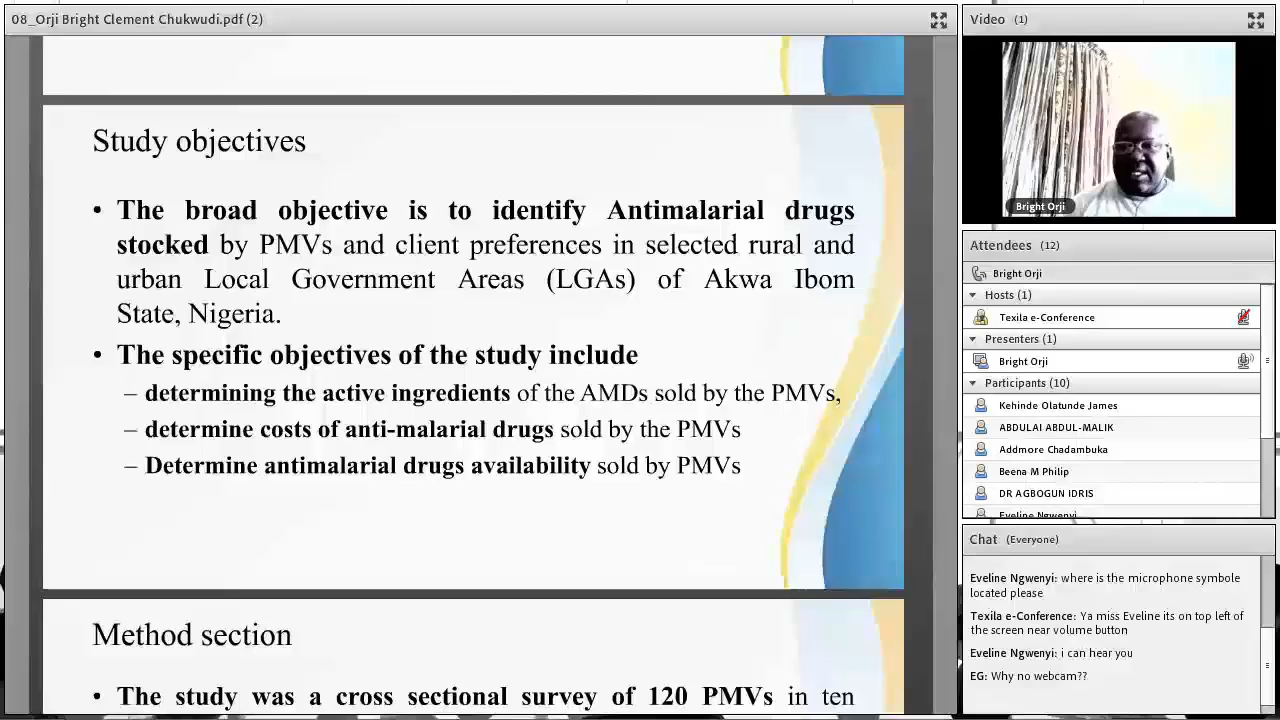 08_Orji Bright Clement Chukwudi.pdf (2)
Study objectives
• The broad objective is to identify Antimalarial drugs
stocked by PMVs and client preferences in selected rural and
urban Local Government Areas (LGAs) of Akwa Ibom
State, Nigeria.
• The specific objectives of the study include
– determining the active ingredients of the AMDs sold by the PMVs,
– determine costs of anti-malarial drugs sold by the PMVs
– Determine antimalarial drugs availability sold by PMVs
Method section
• The study was a cross sectional survey of 120 PMVs in ten
Video (1)
Bright Orji
Attendees (12)
Bright Orji
Hosts (1)
Texila e-Conference
Presenters (1)
Bright Orji
Participants (10)
Kehinde Olatunde James
ABDULAI ABDUL-MALIK
Addmore Chadambuka
Beena M Philip
DR AGBOGUN IDRIS
Eveline Ngwenyi
Chat (Everyone)
Eveline Ngwenyi: where is the microphone symbole
located please
Texila e-Conference: Ya miss Eveline its on top left of
the screen near volume button
Eveline Ngwenyi: i can hear you
EG: Why no webcam??